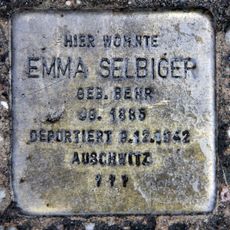 HIER WOHNTE
EMMA SELBIGER
GEB. BEHR
JG. 1885
DEPORTIERT 9.12.1942
AUSCHWITZ
???